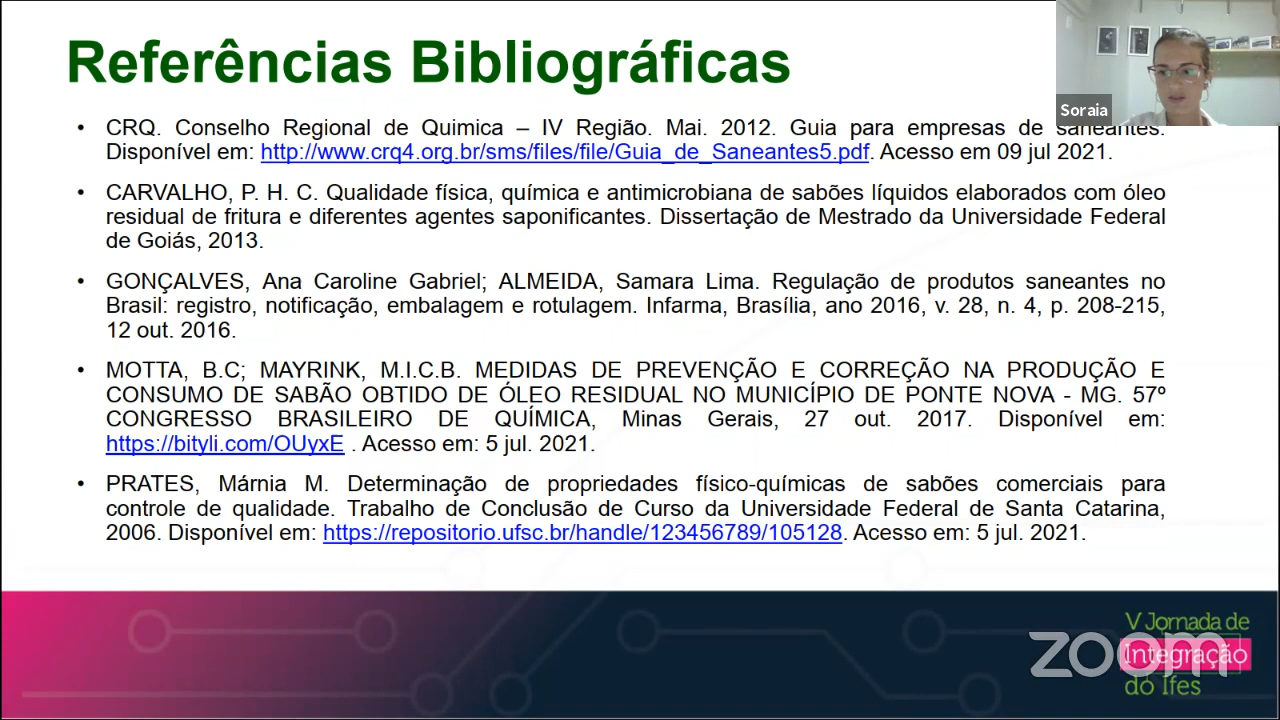 Referências Bibliográficas
Soraia
• CRQ. Conselho Regional de Quimica – IV Região. Mai. 2012. Guia para empresas de saneantes.
Disponível em: http://www.crq4.org.br/sms/files/file/Guia_de_Saneantes5.pdf. Acesso em 09 jul 2021.
• CARVALHO, P. H. C. Qualidade física, química e antimicrobiana de sabões líquidos elaborados com óleo
residual de fritura e diferentes agentes saponificantes. Dissertação de Mestrado da Universidade Federal
de Goiás, 2013.
• GONÇALVES, Ana Caroline Gabriel; ALMEIDA, Samara Lima. Regulação de produtos saneantes no
Brasil: registro, notificação, embalagem e rotulagem. Infarma, Brasília, ano 2016, v. 28, n. 4, p. 208-215,
12 out. 2016.
• MOTTA, B.C; MAYRINK, M.I.C.B. MEDIDAS DE PREVENÇÃO E CORREÇÃO NA PRODUÇÃO E
CONSUMO DE SABÃO OBTIDO DE ÓLEO RESIDUAL NO MUNICÍPIO DE PONTE NOVA - MG. 57º
CONGRESSO BRASILEIRO DE QUÍMICA, Minas Gerais, 27 out. 2017. Disponível em:
https://bityli.com/OUyxE . Acesso em: 5 jul. 2021.
• PRATES, Márnia M. Determinação de propriedades físico-químicas de sabões comerciais para
controle de qualidade. Trabalho de Conclusão de Curso da Universidade Federal de Santa Catarina,
2006. Disponível em: https://repositorio.ufsc.br/handle/123456789/105128. Acesso em: 5 jul. 2021.
V Jornada de
zoom
Integração
do Ifes